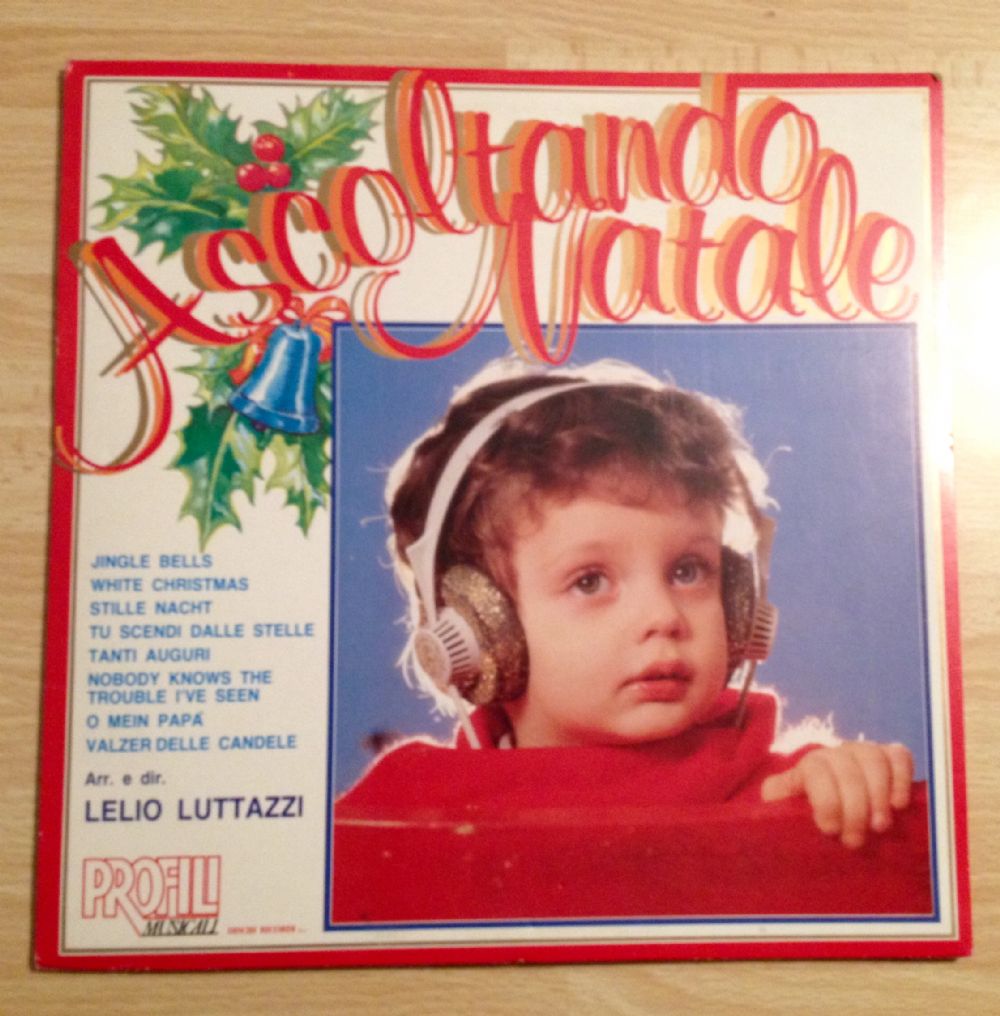 Ascoltando
Natale
JINGLE BELLS
WHITE CHRISTMAS
STILLE NACHT
TU SCENDI DALLE STELLE
TANTI AUGURI
NOBODY KNOWS THE
TROUBLE I'VE SEEN
O MEIN PAPÀ
VALZER DELLE CANDELE
Arr. e dir.
LELIO LUTTAZZI
PROFILI
MUSICALI